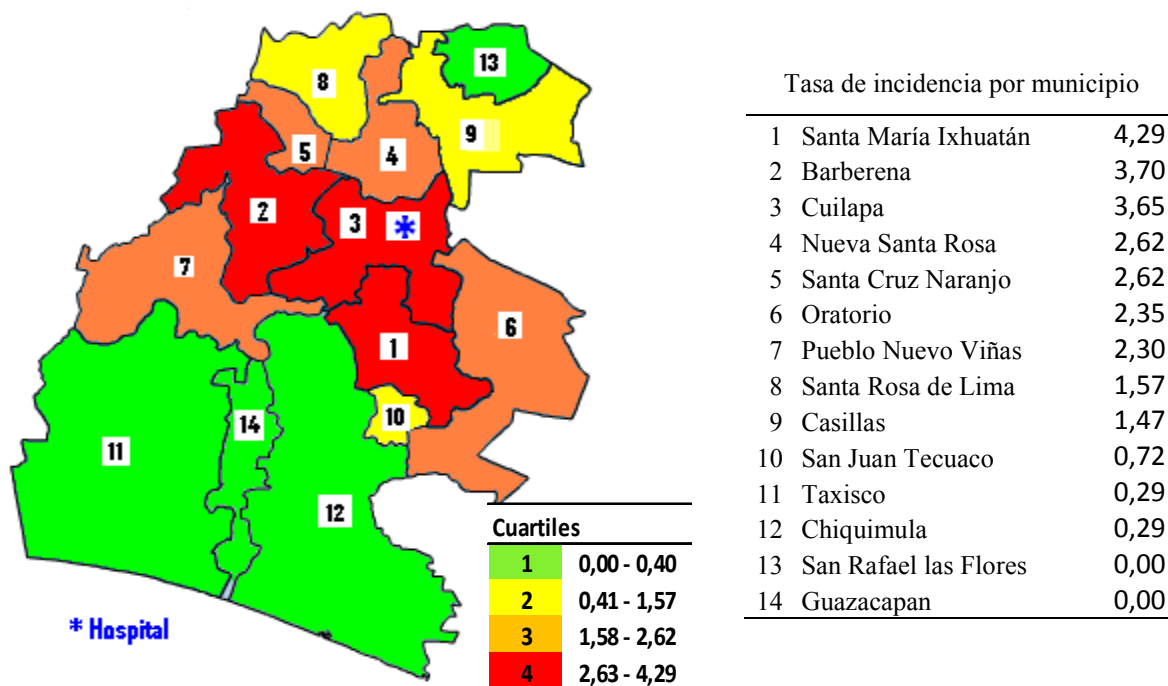 13
8
9
5
4
2
3
*
7
6
1
10
14
11
12
* Hospital
Cuartiles
1 0,00 - 0,40
2 0,41 - 1,57
3 1,58 - 2,62
4 2,63 - 4,29
Tasa de incidencia por municipio
1 Santa María Ixhuatán 4,29
2 Barberena 3,70
3 Cuilapa 3,65
4 Nueva Santa Rosa 2,62
5 Santa Cruz Naranjo 2,62
6 Oratorio 2,35
7 Pueblo Nuevo Viñas 2,30
8 Santa Rosa de Lima 1,57
9 Casillas 1,47
10 San Juan Tecuaco 0,72
11 Taxisco 0,29
12 Chiquimula 0,29
13 San Rafael las Flores 0,00
14 Guazacapan 0,00